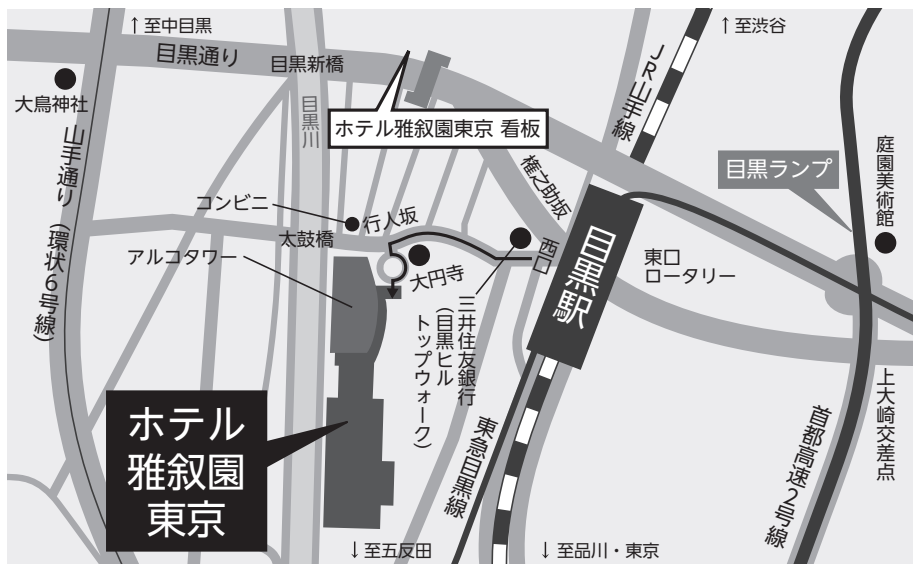 ↑至中目黒
↑至渋谷
目黒通り
目黒新橋
JR山手線
大鳥神社
目黒川
ホテル雅叙園東京 看板
庭園美術館
目黒ランプ
山手通り（環状6号線）
権之助坂
コンビニ
行人坂
太鼓橋
西口
目黒駅
東口
ロータリー
アルコタワー
大円寺
三井住友銀行
（目黒ヒル
トップウォーク）
ホテル
雅叙園
東京
東急目黒線
首都高速2号線
上大崎交差点
↓至五反田
↓至品川・東京